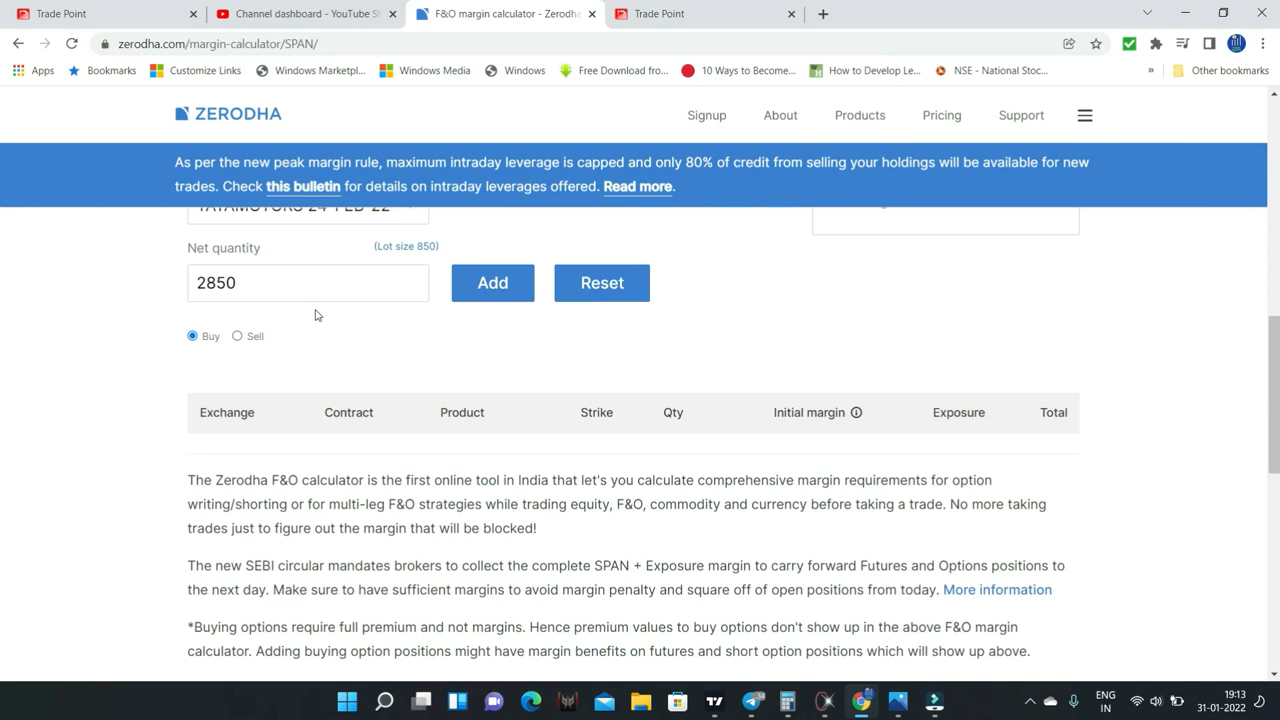 Trade Point
Channel dashboard - YouTube St
F&O margin calculator - Zerodha
Trade Point
zerodha.com/margin-calculator/SPAN/
Apps
Bookmarks
Customize Links
Windows Marketpl...
Windows Media
Windows
Free Download fro...
10 Ways to Become...
How to Develop Le...
NSE - National Stoc...
»
Other bookmarks
ZERODHA
Signup
About
Products
Pricing
Support
As per the new peak margin rule, maximum intraday leverage is capped and only 80% of credit from selling your holdings will be available for new
trades. Check this bulletin for details on intraday leverages offered. Read more.
TATAMOTORS 24-FEB-22
Net quantity
(Lot size 850)
2850
Add
Reset
Buy
Sell
Exchange Contract Product Strike Qty Initial margin Exposure Total
The Zerodha F&O calculator is the first online tool in India that let's you calculate comprehensive margin requirements for option
writing/shorting or for multi-leg F&O strategies while trading equity, F&O, commodity and currency before taking a trade. No more taking
trades just to figure out the margin that will be blocked!
The new SEBI circular mandates brokers to collect the complete SPAN + Exposure margin to carry forward Futures and Options positions to
the next day. Make sure to have sufficient margins to avoid margin penalty and square off of open positions from today. More information
*Buying options require full premium and not margins. Hence premium values to buy options don't show up in the above F&O margin
calculator. Adding buying option positions might have margin benefits on futures and short option positions which will show up above.
ENG
IN
19:13
31-01-2022